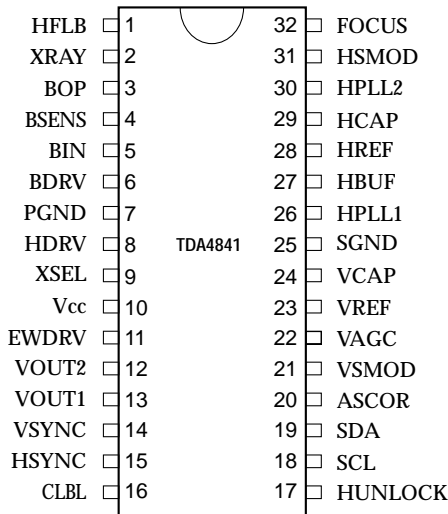 HFLB 1 32 FOCUS
XRAY 2 31 HSMOD
BOP 3 30 HPLL2
BSENS 4 29 HCAP
BIN 5 28 HREF
BDRV 6 27 HBUF
PGND 7 26 HPLL1
HDRV 8 TDA4841 25 SGND
XSEL 9 24 VCAP
Vcc 10 23 VREF
EWDRV 11 22 VAGC
VOUT2 12 21 VSMOD
VOUT1 13 20 ASCOR
VSYNC 14 19 SDA
HSYNC 15 18 SCL
CLBL 16 17 HUNLOCK